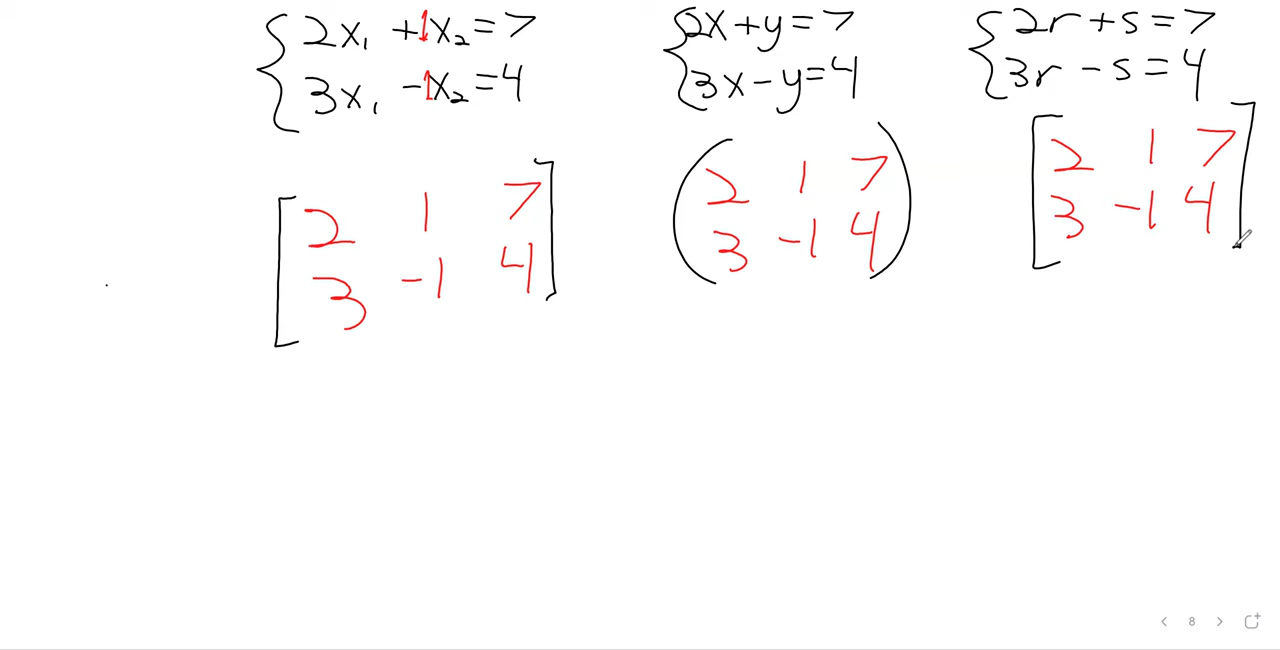 2x₁ +1x₂=7
3x₁ -1x₂=4
2x+y=7
3x-y=4
2r+s=7
3r-s=4
2 1 7
3 -1 4
2 1 7
3 -1 4
2 1 7
3 -1 4
8